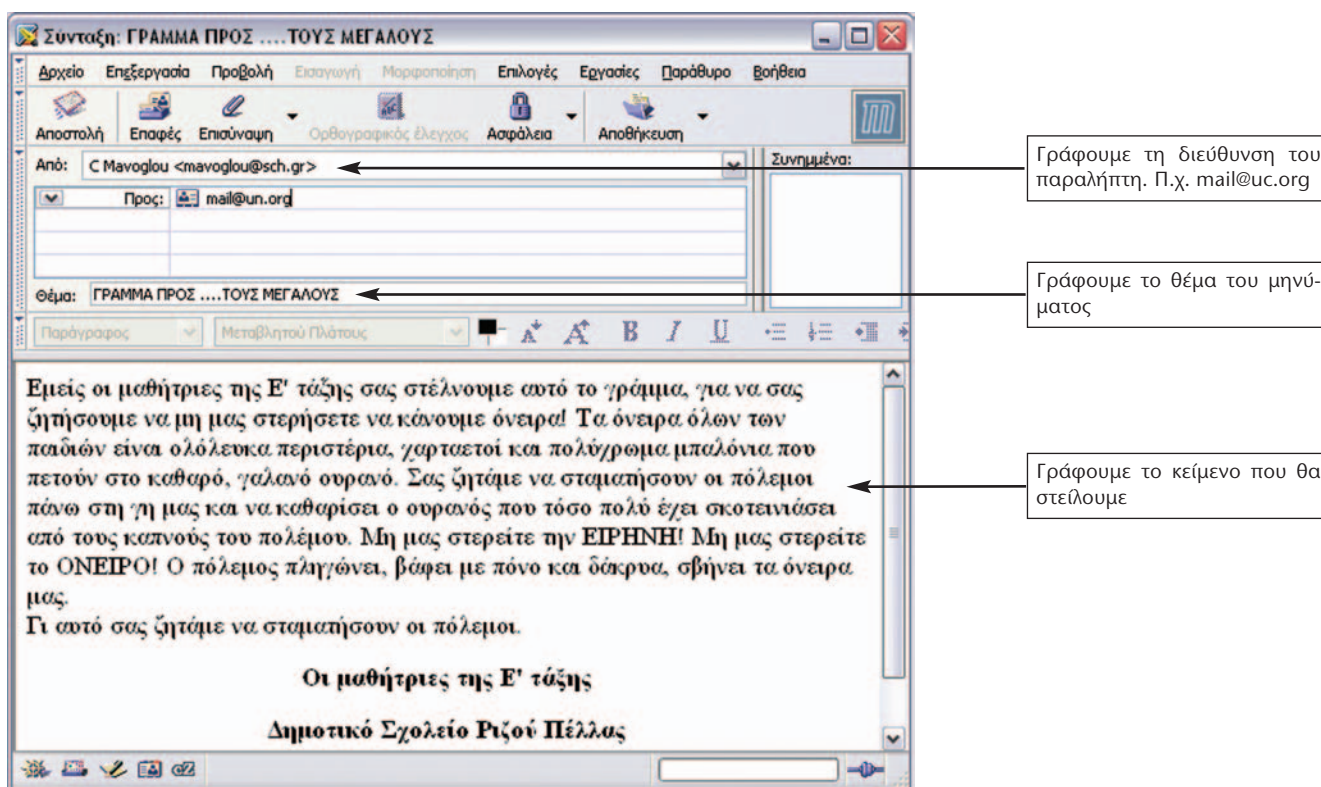 Σύνταξη: ΓΡΑΜΜΑ ΠΡΟΣ ....ΤΟΥΣ ΜΕΓΑΛΟΥΣ
Αρχείο Επεξεργασία Προβολή Εισαγωγή Μορφοποίηση Επιλογές Εργασίες Παράθυρο Βοήθεια
Αποστολή Επαφές Επισύναψη Ορθογραφικός έλεγχος Ασφάλεια Αποθήκευση
Από: C Mavoglou <mavoglou@sch.gr>
Συνημμένα:
Προς: mail@un.org
Θέμα: ΓΡΑΜΜΑ ΠΡΟΣ ....ΤΟΥΣ ΜΕΓΑΛΟΥΣ
Παράγραφος Μεταβλητού Πλάτους A A B I U
Εμείς οι μαθήτριες της Ε' τάξης σας στέλνουμε αυτό το γράμμα, για να σας
ζητήσουμε να μη μας στερήσετε να κάνουμε όνειρα! Τα όνειρα όλων των
παιδιών είναι ολόλευκα περιστέρια, χαρταετοί και πολύχρωμα μπαλόνια που
πετούν στο καθαρό, γαλανό ουρανό. Σας ζητάμε να σταματήσουν οι πόλεμοι
πάνω στη γη μας και να καθαρίσει ο ουρανός που τόσο πολύ έχει σκοτεινιάσει
από τους καπνούς του πολέμου. Μη μας στερείτε την ΕΙΡΗΝΗ! Μη μας στερείτε
το ΟΝΕΙΡΟ! Ο πόλεμος πληγώνει, βάφει με πόνο και δάκρυα, σβήνει τα όνειρα
μας.
Γι αυτό σας ζητάμε να σταματήσουν οι πόλεμοι.
Οι μαθήτριες της Ε' τάξης
Δημοτικό Σχολείο Ριζού Πέλλας
Γράφουμε τη διεύθυνση του
παραλήπτη. Π.χ. mail@uc.org
Γράφουμε το θέμα του μηνύ-
ματος
Γράφουμε το κείμενο που θα
στείλουμε